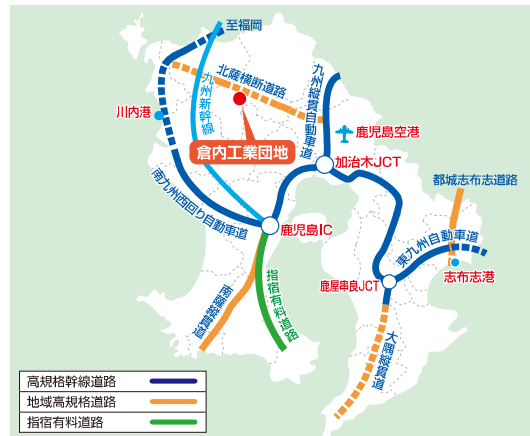 至福岡
北薩横断道路
九州新幹線
九州縦貫自動車道
川内港
鹿児島空港
倉内工業団地
加治木JCT
都城志布志道路
南九州西回り自動車道
鹿児島IC
東九州自動車道
志布志港
鹿屋串良JCT
指宿有料道路
南薩縦貫道
大隅縦貫道
高規格幹線道路
地域高規格道路
指宿有料道路